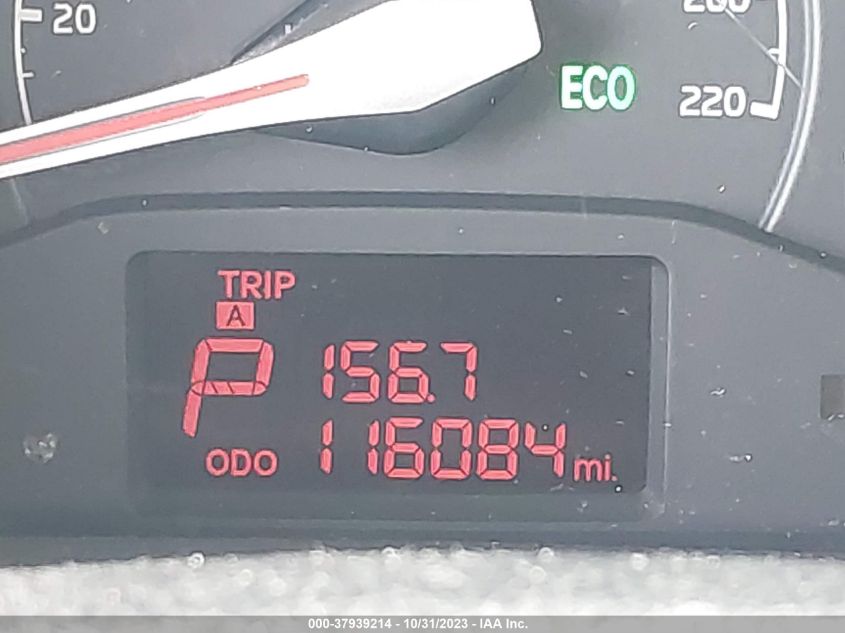 20
200
ECO
220
TRIP
A
P 156.7
ODO 116084 mi.
000-37939214 - 10/31/2023 - IAA Inc.